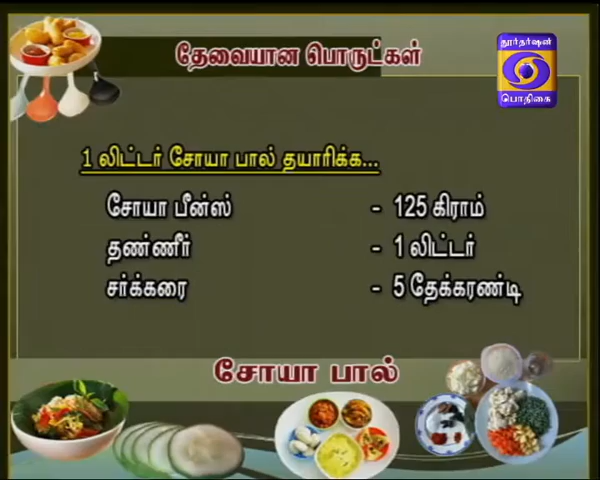 தேவையான பொருட்கள்
தூர்தர்ஷன்
பொதிகை
1 லிட்டர் சோயா பால் தயாரிக்க...
சோயா பீன்ஸ் - 125 கிராம்
தண்ணீர் - 1 லிட்டர்
சர்க்கரை - 5 தேக்கரண்டி
சோயா பால்